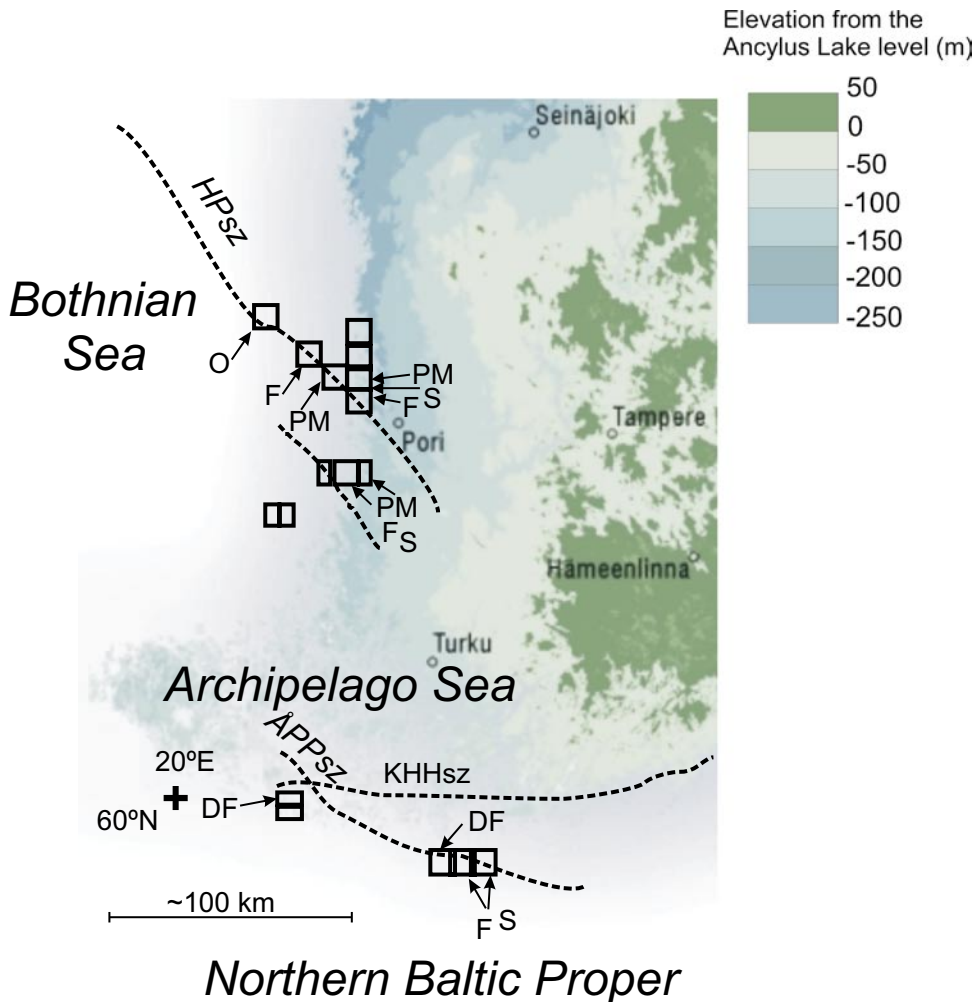 Elevation from the
Ancylus Lake level (m)
50
0
-50
-100
-150
-200
-250
Seinäjoki
HPsz
Bothnian
Sea
O
F
PM
PM
S
F
Pori
Tampere
PM
F
S
Hämeenlinna
Turku
Archipelago Sea
ÅPPsz
20ºE
60ºN
KHHsz
DF
DF
F
S
~100 km
Northern Baltic Proper